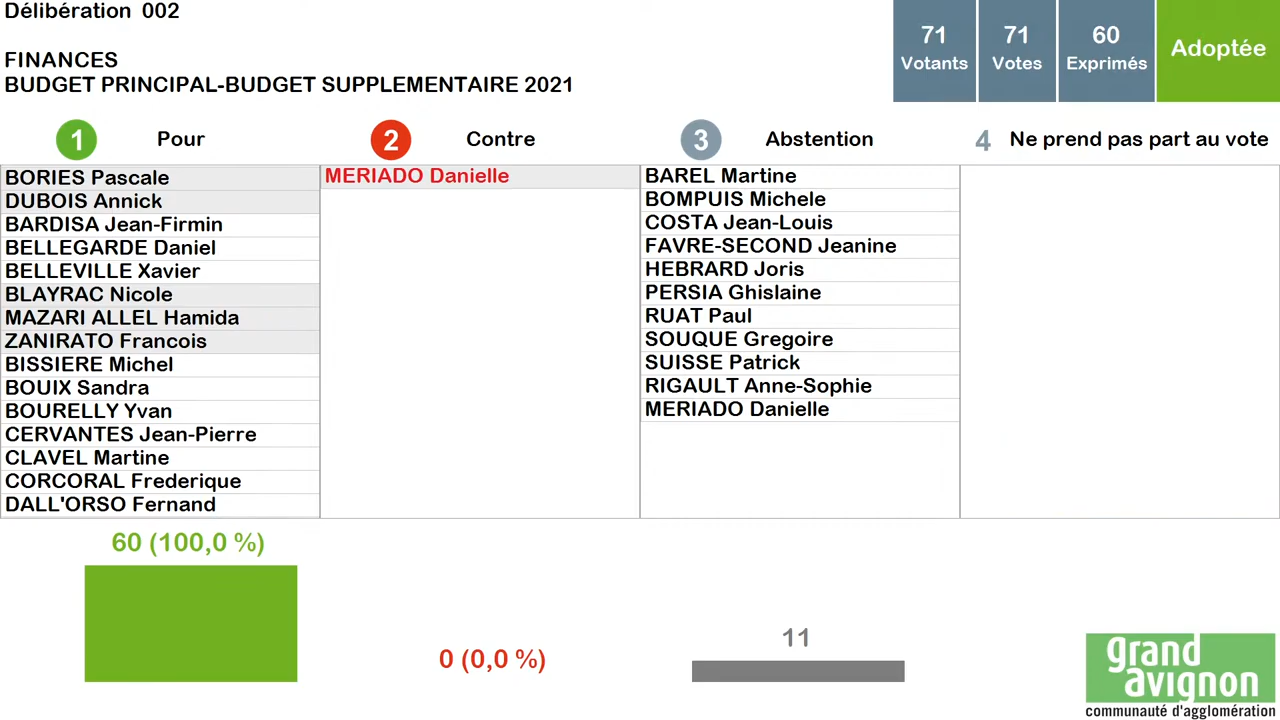 Délibération 002
FINANCES
BUDGET PRINCIPAL-BUDGET SUPPLEMENTAIRE 2021
71
Votants
71
Votes
60
Exprimés
Adoptée
1 Pour
BORIES Pascale
DUBOIS Annick
BARDISA Jean-Firmin
BELLEGARDE Daniel
BELLEVILLE Xavier
BLAYRAC Nicole
MAZARI ALLEL Hamida
ZANIRATO Francois
BISSIERE Michel
BOUIX Sandra
BOURELLY Yvan
CERVANTES Jean-Pierre
CLAVEL Martine
CORCORAL Frederique
DALL'ORSO Fernand
60 (100,0 %)
2 Contre
MERIADO Danielle
0 (0,0 %)
3 Abstention
BAREL Martine
BOMPUIS Michele
COSTA Jean-Louis
FAVRE-SECOND Jeanine
HEBRARD Joris
PERSIA Ghislaine
RUAT Paul
SOUQUE Gregoire
SUISSE Patrick
RIGAULT Anne-Sophie
MERIADO Danielle
11
4 Ne prend pas part au vote
grand
avignon
communauté d'agglomération